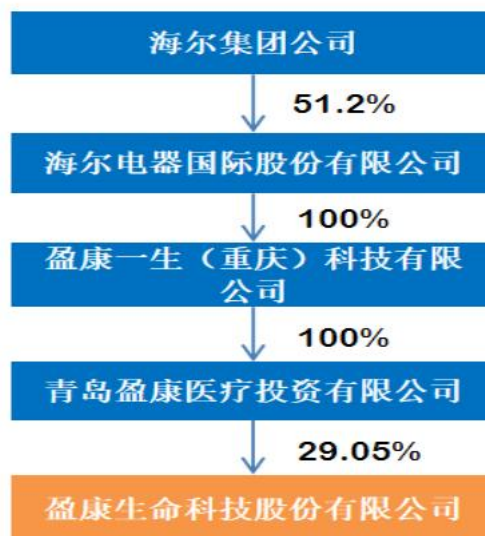 海尔集团公司
51.2%
海尔电器国际股份有限公司
100%
盈康一生（重庆）科技有限
公司
100%
青岛盈康医疗投资有限公司
29.05%
盈康生命科技股份有限公司